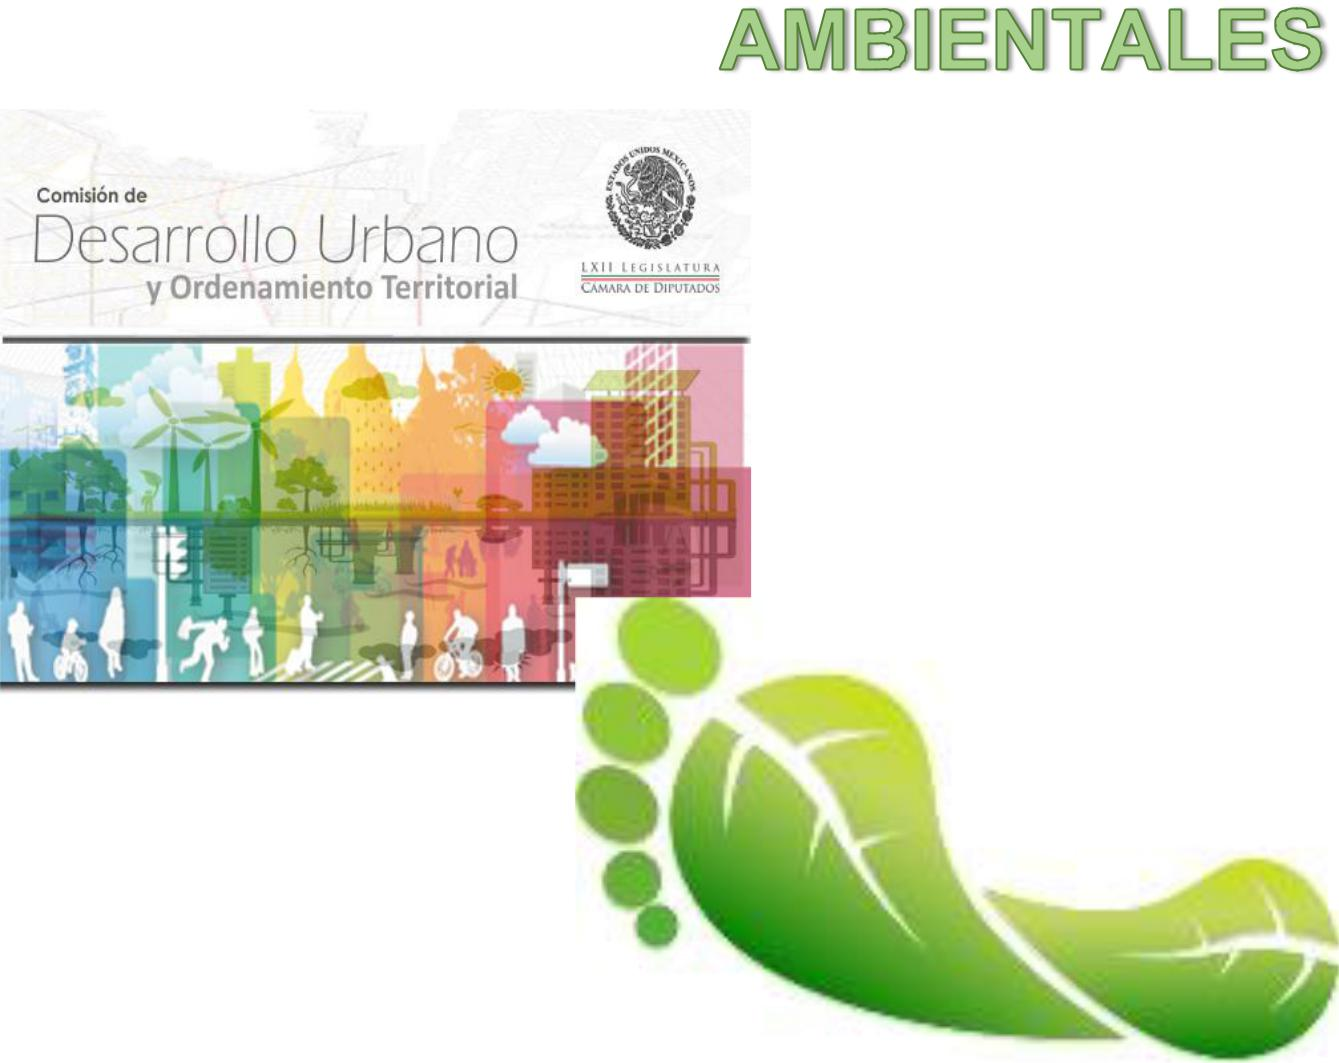 AMBIENTALES
Comisión de
Desarrollo Urbano
y Ordenamiento Territorial
ESTADOS UNIDOS MEXICANOS
LXII LEGISLATURA
CÁMARA DE DIPUTADOS